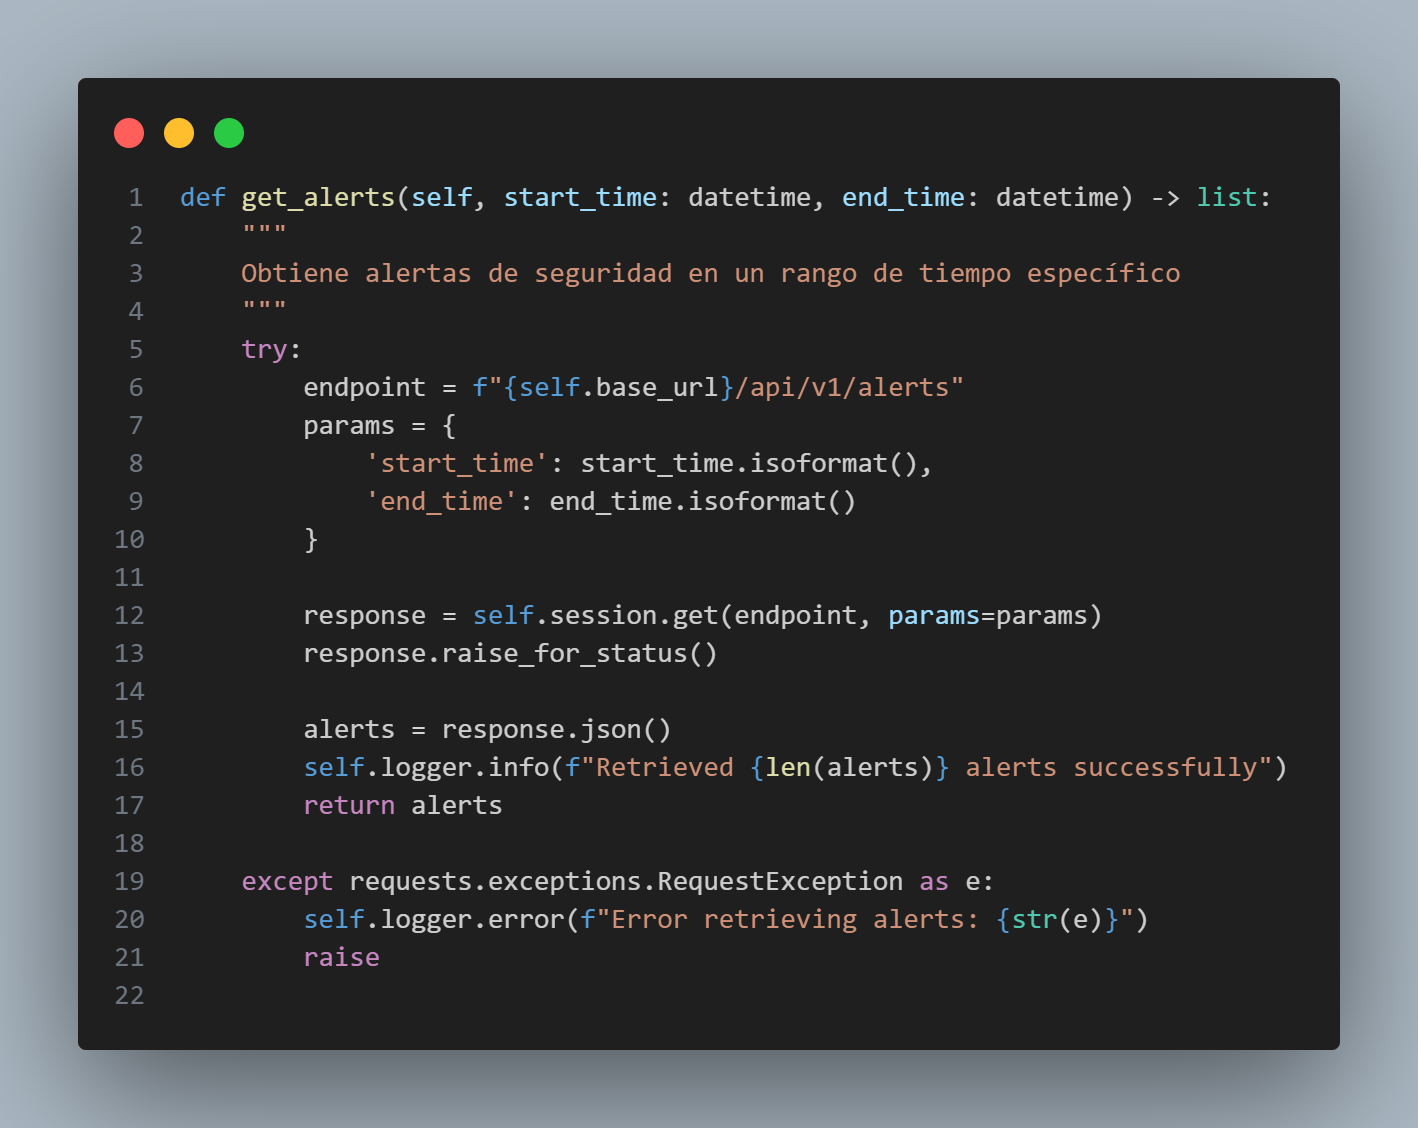 1 def get_alerts(self, start_time: datetime, end_time: datetime) -> list:
2     """
3     Obtiene alertas de seguridad en un rango de tiempo específico
4     """
5     try:
6         endpoint = f"{self.base_url}/api/v1/alerts"
7         params = {
8             'start_time': start_time.isoformat(),
9             'end_time': end_time.isoformat()
10         }
11
12         response = self.session.get(endpoint, params=params)
13         response.raise_for_status()
14
15         alerts = response.json()
16         self.logger.info(f"Retrieved {len(alerts)} alerts successfully")
17         return alerts
18
19     except requests.exceptions.RequestException as e:
20         self.logger.error(f"Error retrieving alerts: {str(e)}")
21         raise
22